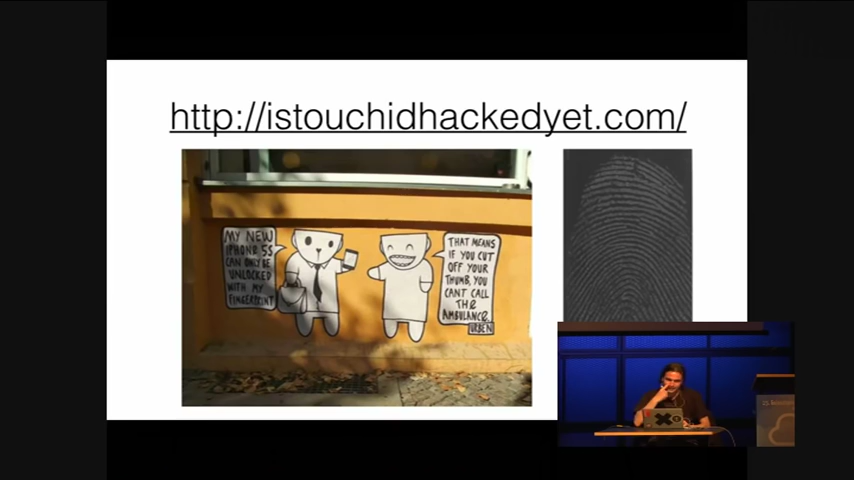 http://istouchidhackedyet.com/
MY NEW
IPHONE 5S
CAN ONLY BE
UNLOCKED
WITH MY
FINGERPRINT
THAT MEANS
IF YOU CUT
OFF YOUR
THUMB, YOU
CANT CALL
THE
AMBULANCE.
URBEN